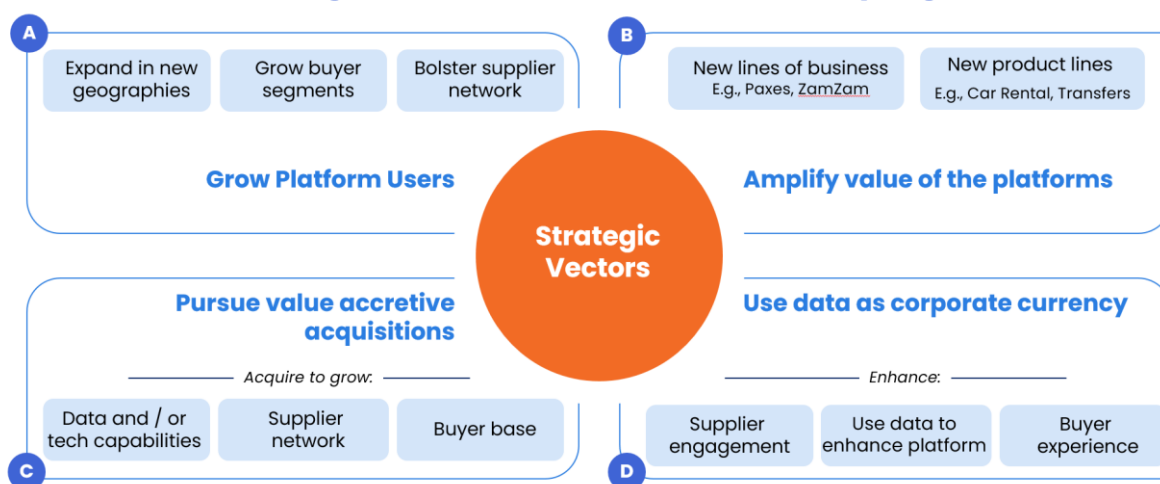 A
Expand in new
geographies
Grow buyer
segments
Bolster supplier
network
Grow Platform Users
B
New lines of business
E.g., Paxes, ZamZam
New product lines
E.g., Car Rental, Transfers
Amplify value of the platforms
Strategic
Vectors
Pursue value accretive
acquisitions
Acquire to grow:
Data and / or
tech capabilities
Supplier
network
Buyer base
C
Use data as corporate currency
Enhance:
Supplier
engagement
Use data to
enhance platform
Buyer
experience
D